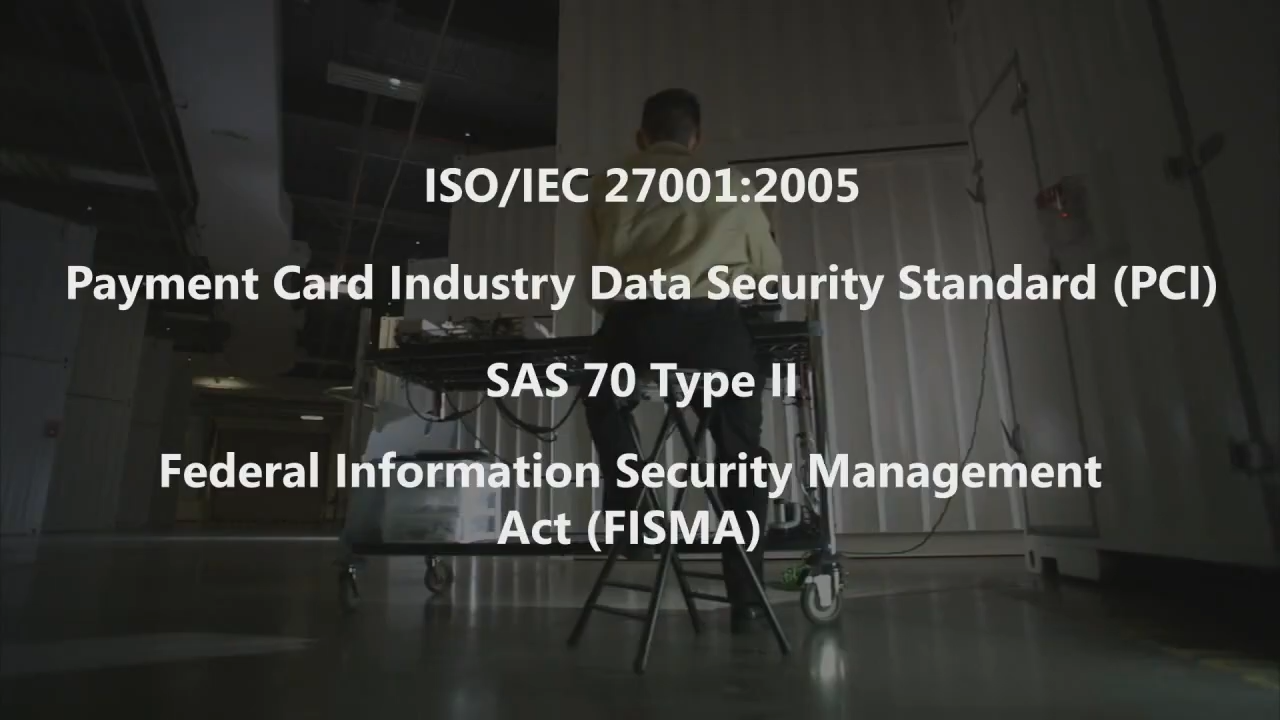 ISO/IEC 27001:2005
Payment Card Industry Data Security Standard (PCI)
SAS 70 Type II
Federal Information Security Management
Act (FISMA)